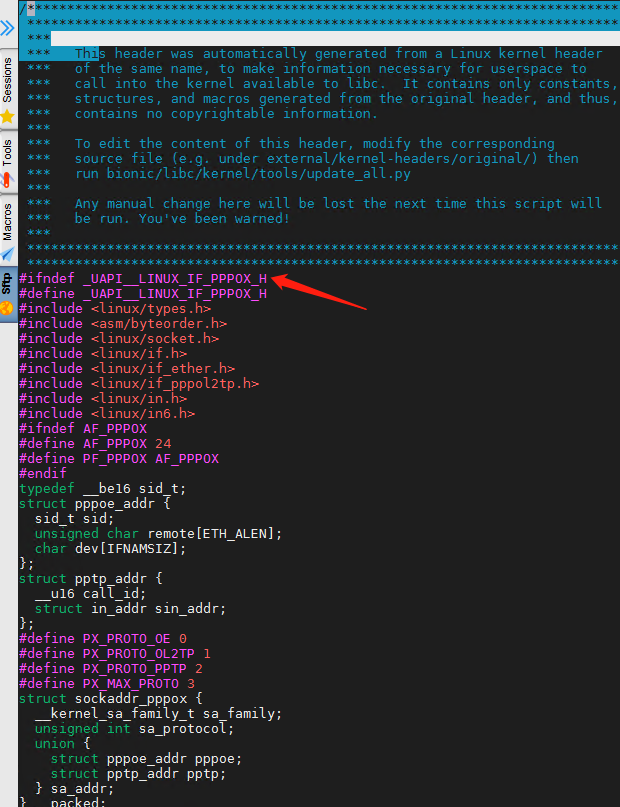 Sessions
Tools
Macros
Sftp
/******************************************************************************
 ******************************************************************************
 ***
 ***   This header was automatically generated from a Linux kernel header
 ***   of the same name, to make information necessary for userspace to
 ***   call into the kernel available to libc.  It contains only constants,
 ***   structures, and macros generated from the original header, and thus,
 ***   contains no copyrightable information.
 ***
 ***   To edit the content of this header, modify the corresponding
 ***   source file (e.g. under external/kernel-headers/original/) then
 ***   run bionic/libc/kernel/tools/update_all.py
 ***
 ***   Any manual change here will be lost the next time this script will
 ***   be run. You've been warned!
 ***
 ******************************************************************************
 ******************************************************************************
#ifndef _UAPI__LINUX_IF_PPPOX_H
#define _UAPI__LINUX_IF_PPPOX_H
#include <linux/types.h>
#include <asm/byteorder.h>
#include <linux/socket.h>
#include <linux/if.h>
#include <linux/if_ether.h>
#include <linux/if_pppol2tp.h>
#include <linux/in.h>
#include <linux/in6.h>
#ifndef AF_PPPOX
#define AF_PPPOX 24
#define PF_PPPOX AF_PPPOX
#endif
typedef __be16 sid_t;
struct pppoe_addr {
  sid_t sid;
  unsigned char remote[ETH_ALEN];
  char dev[IFNAMSIZ];
};
struct pptp_addr {
  __u16 call_id;
  struct in_addr sin_addr;
};
#define PX_PROTO_OE 0
#define PX_PROTO_OL2TP 1
#define PX_PROTO_PPTP 2
#define PX_MAX_PROTO 3
struct sockaddr_pppox {
  __kernel_sa_family_t sa_family;
  unsigned int sa_protocol;
  union {
    struct pppoe_addr pppoe;
    struct pptp_addr pptp;
  } sa_addr;
} __packed;